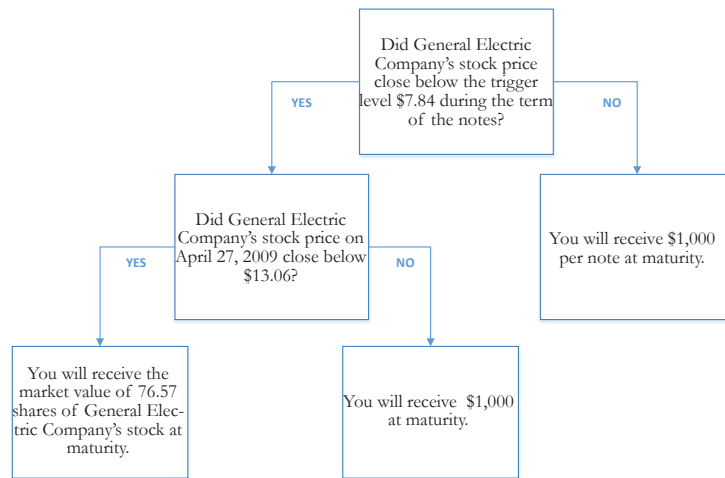 Did General Electric
Company's stock price
close below the trigger
level $7.84 during the term
of the notes?
YES
NO
Did General Electric
Company's stock price on
April 27, 2009 close below
$13.06?
You will receive $1,000
per note at maturity.
YES
NO
You will receive the
market value of 76.57
shares of General Elec-
tric Company's stock at
maturity.
You will receive $1,000
at maturity.